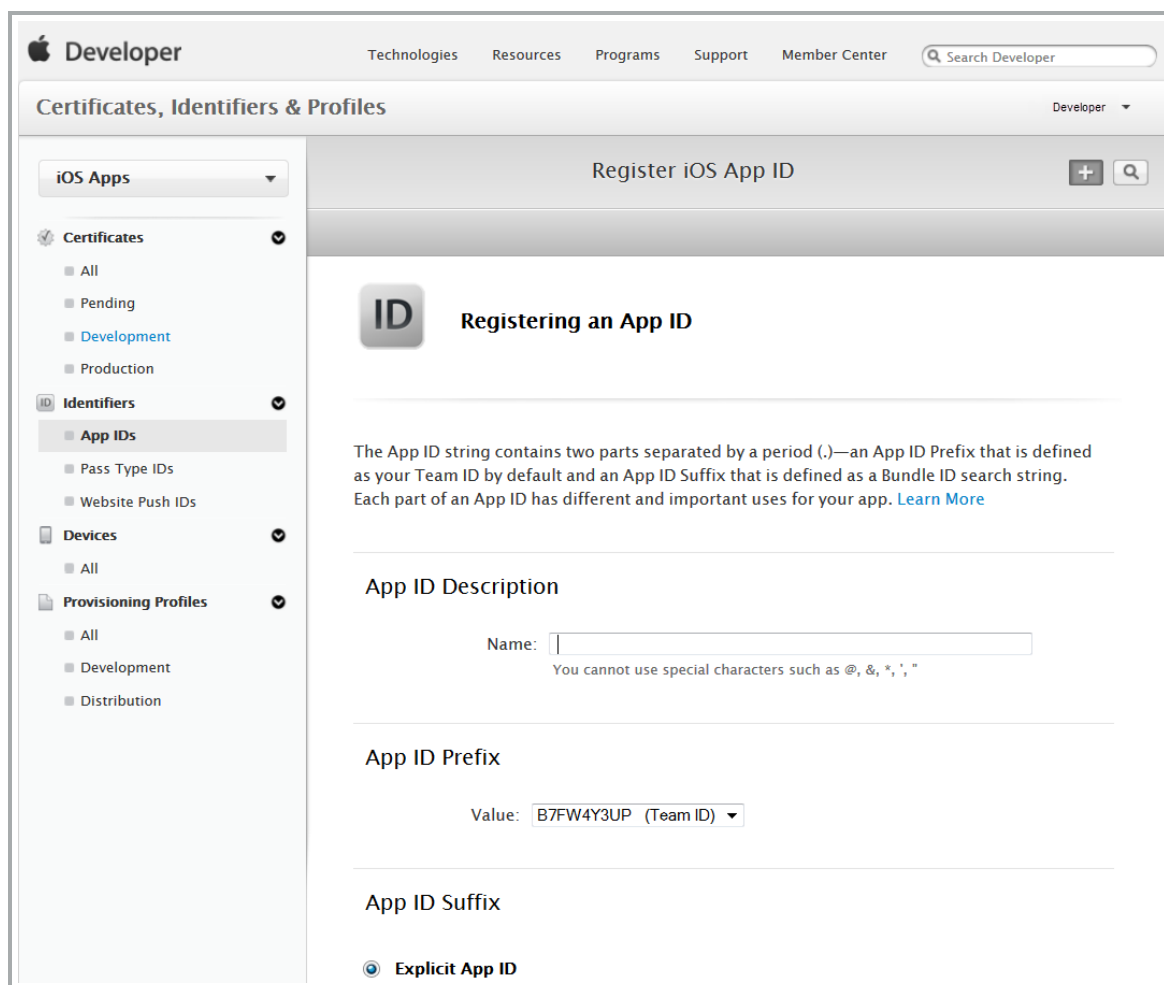 Developer
Technologies Resources Programs Support Member Center Search Developer
Certificates, Identifiers & Profiles
Developer
iOS Apps
Register iOS App ID
Certificates
All
Pending
Development
Production
ID Identifiers
App IDs
Pass Type IDs
Website Push IDs
Devices
All
Provisioning Profiles
All
Development
Distribution
ID Registering an App ID
The App ID string contains two parts separated by a period (.)—an App ID Prefix that is defined
as your Team ID by default and an App ID Suffix that is defined as a Bundle ID search string.
Each part of an App ID has different and important uses for your app. Learn More
App ID Description
Name:
You cannot use special characters such as @, &, *, ', "
App ID Prefix
Value: B7FW4Y3UP (Team ID)
App ID Suffix
Explicit App ID